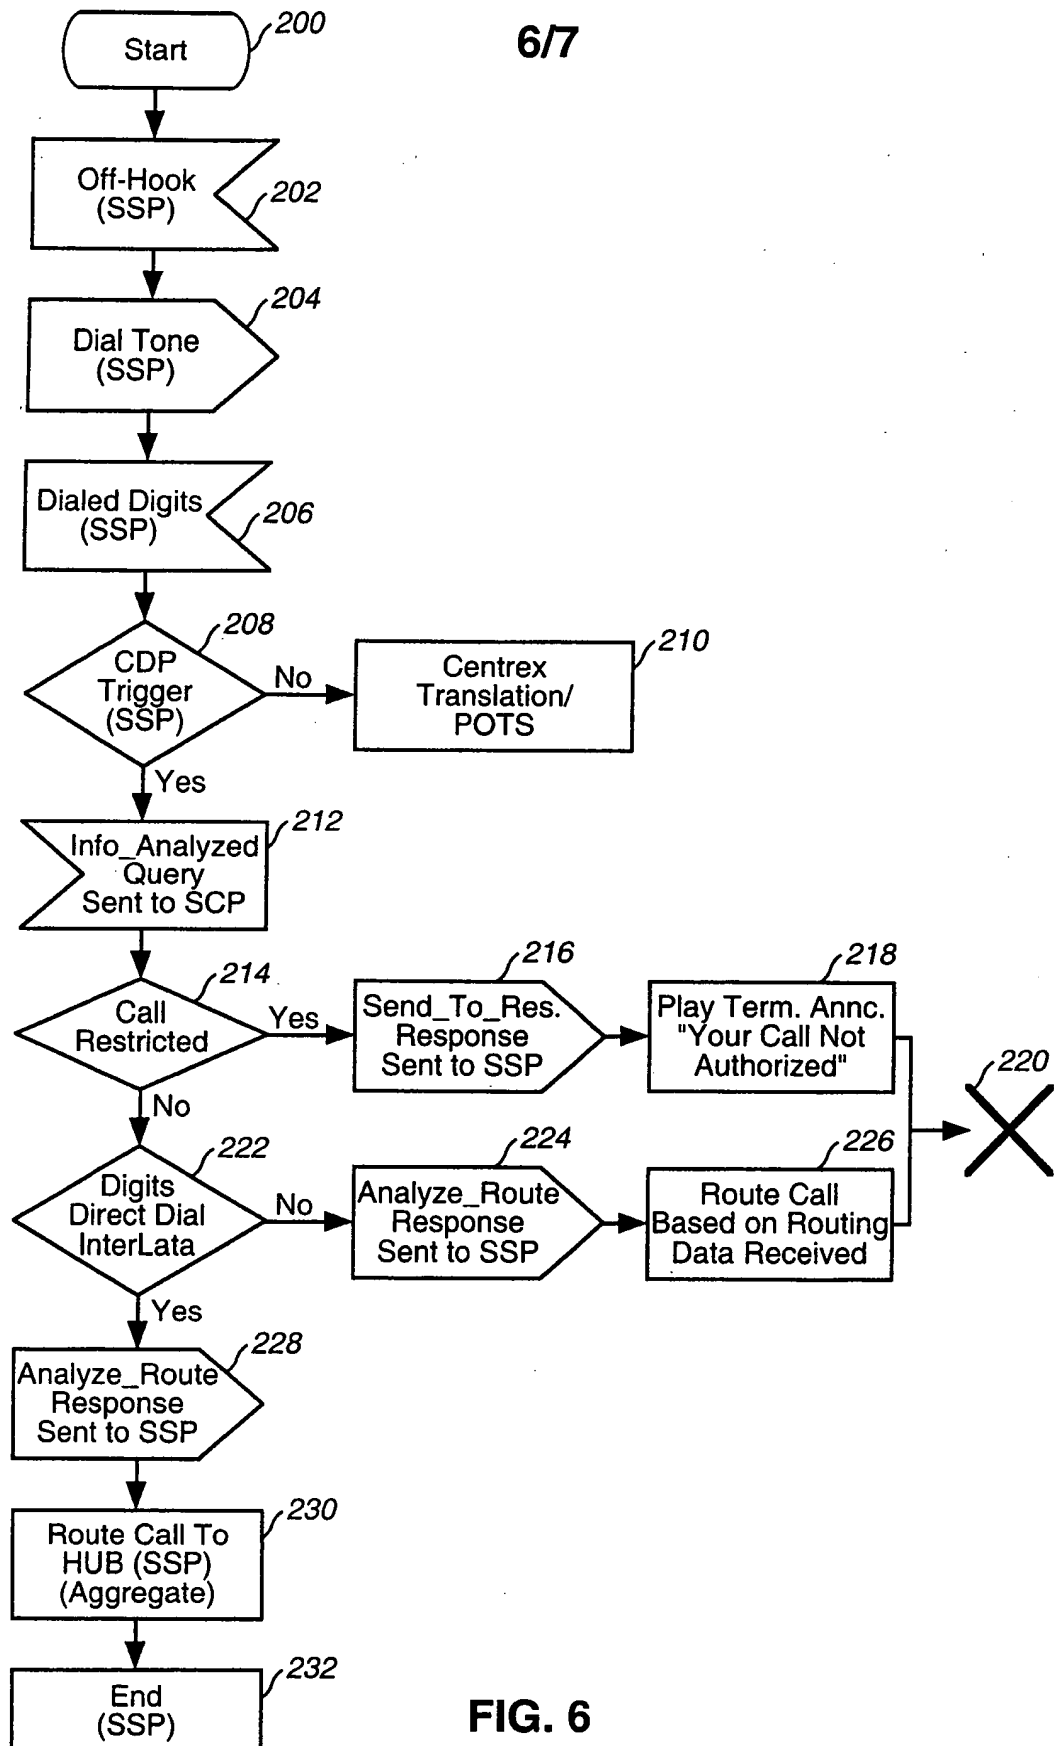 200
6/7
Start
Off-Hook
(SSP)
202
204
Dial Tone
(SSP)
Dialed Digits
(SSP)
206
208
CDP
Trigger
(SSP)
No
210
Centrex
Translation/
POTS
Yes
212
Info_Analyzed
Query
Sent to SCP
214
Call
Restricted
Yes
216
Send_To_Res.
Response
Sent to SSP
218
Play Term. Annc.
"Your Call Not
Authorized"
220
No
222
Digits
Direct Dial
InterLata
No
224
Analyze_Route
Response
Sent to SSP
226
Route Call
Based on Routing
Data Received
Yes
228
Analyze_Route
Response
Sent to SSP
230
Route Call To
HUB (SSP)
(Aggregate)
232
End
(SSP)
FIG. 6